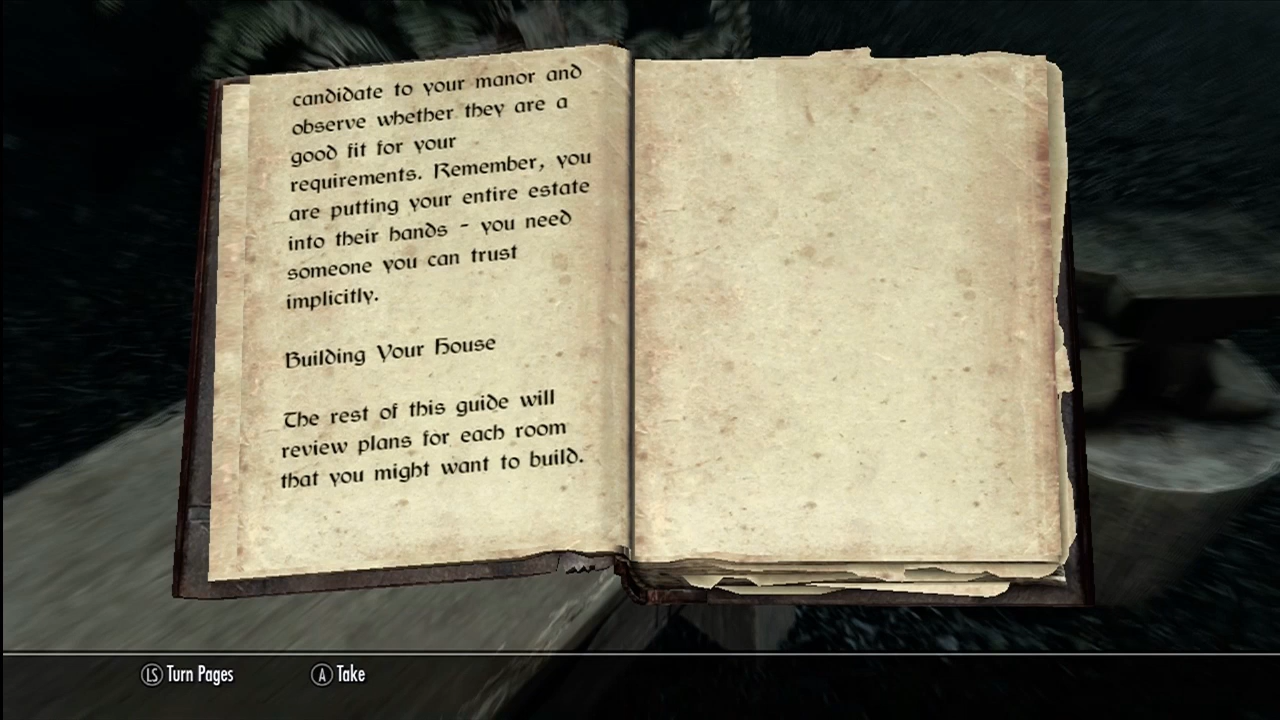 candidate to your manor and
observe whether they are a
good fit for your
requirements. Remember, you
are putting your entire estate
into their hands - you need
someone you can trust
implicitly.
Building Your House
The rest of this guide will
review plans for each room
that you might want to build.
LS Turn Pages
A Take